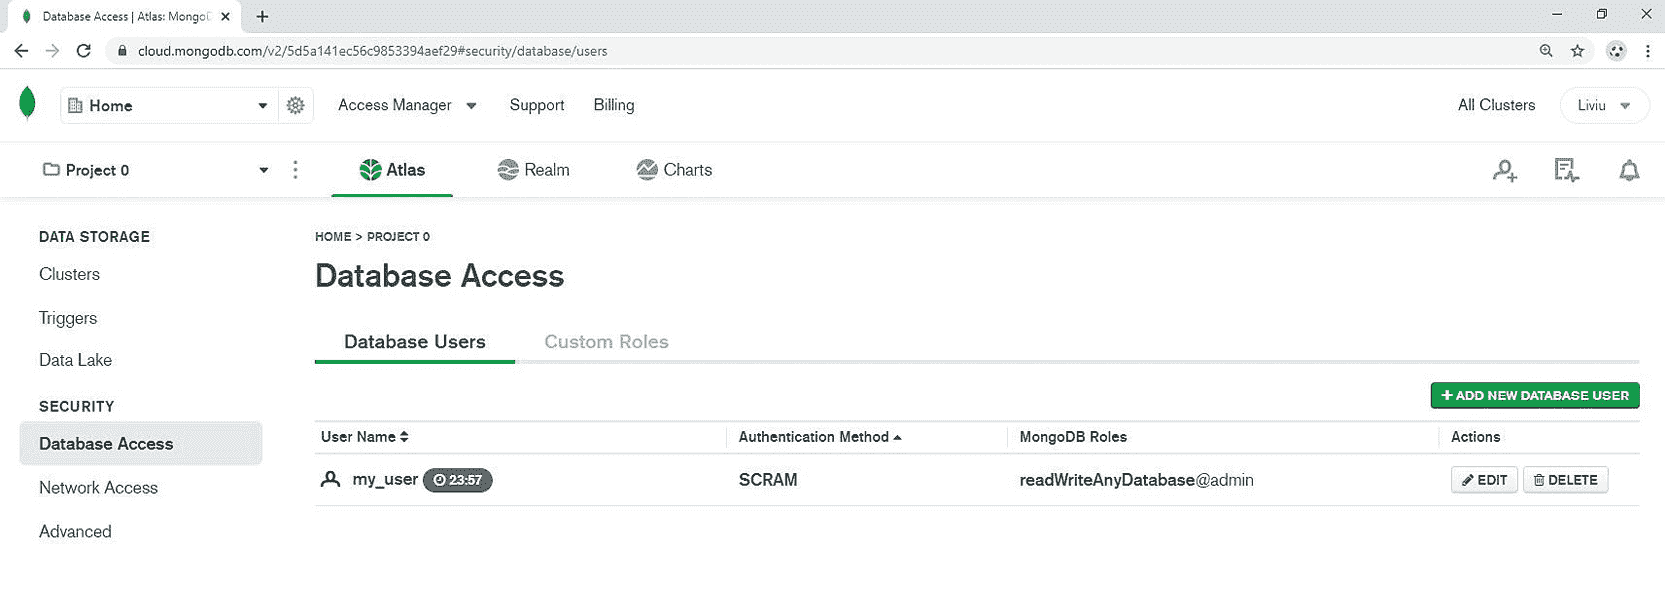 Database Access | Atlas: MongoD
cloud.mongodb.com/v2/5d5a141ec56c9853394aef29#security/database/users
Home Access Manager Support Billing All Clusters Liviu
Project 0 Atlas Realm Charts
DATA STORAGE
Clusters
Triggers
Data Lake
SECURITY
Database Access
Network Access
Advanced
HOME > PROJECT 0
Database Access
Database Users Custom Roles
+ ADD NEW DATABASE USER
User Name Authentication Method MongoDB Roles Actions
my_user 23:57 SCRAM readWriteAnyDatabase@admin EDIT DELETE